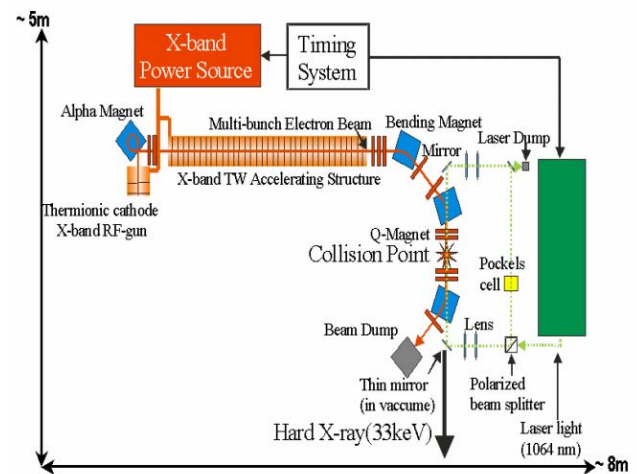 ~ 5m
X-band
Power Source
Timing
System
Alpha Magnet
Multi-bunch Electron Beam
Bending Magnet
Mirror
Laser Dump
X-band TW Accelerating Structure
Thermionic cathode
X-band RF-gun
Q-Magnet
Collision Point
Pockels
cell
Beam Dump
Lens
Thin mirror
(in vaccume)
Polarized
beam splitter
Laser light
(1064 nm)
Hard X-ray(33keV)
~ 8m